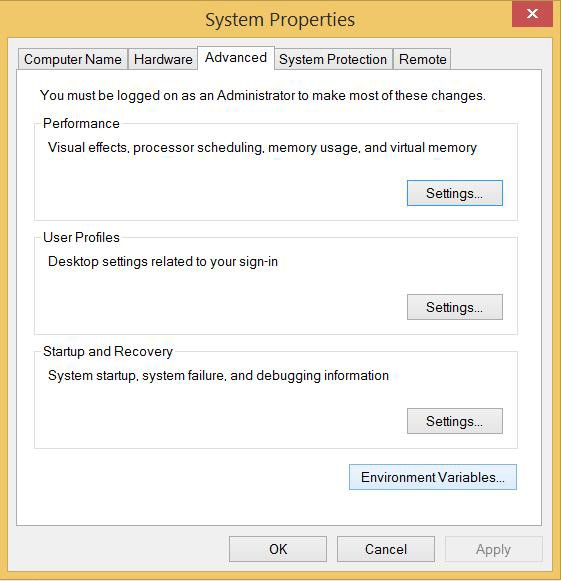 System Properties
Computer Name Hardware Advanced System Protection Remote
You must be logged on as an Administrator to make most of these changes.
Performance
Visual effects, processor scheduling, memory usage, and virtual memory
Settings...
User Profiles
Desktop settings related to your sign-in
Settings...
Startup and Recovery
System startup, system failure, and debugging information
Settings...
Environment Variables...
OK Cancel Apply